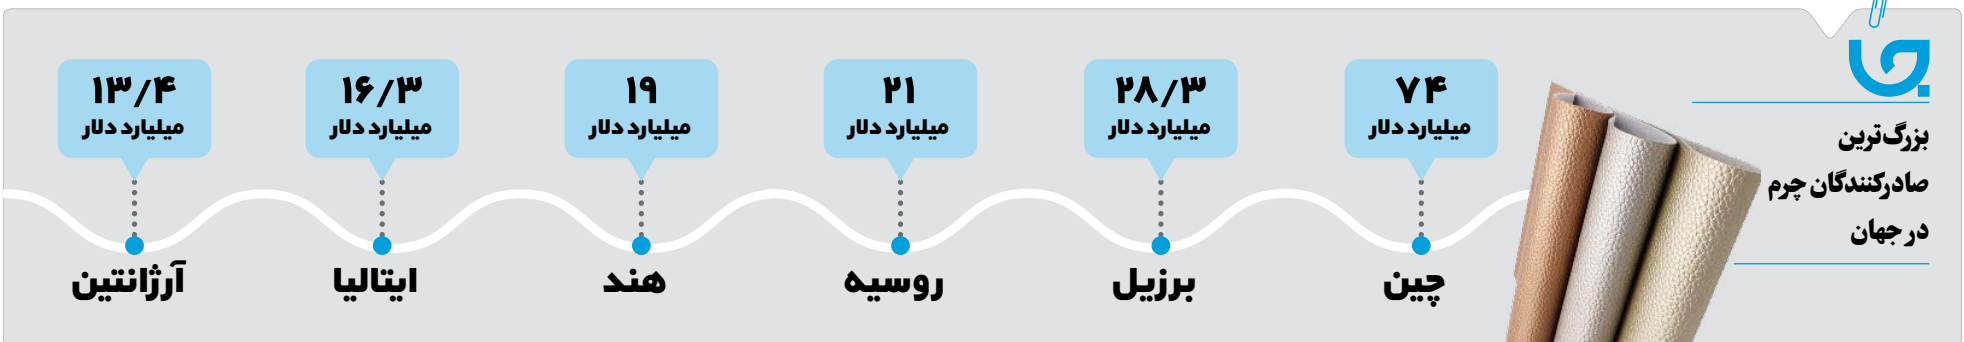 بزرگ‌ترین
صادرکنندگان چرم
در جهان
۷۴
میلیارد دلار
چین
۲۸/۳
میلیارد دلار
برزیل
۲۱
میلیارد دلار
روسیه
۱۹
میلیارد دلار
هند
۱۶/۳
میلیارد دلار
ایتالیا
۱۳/۴
میلیارد دلار
آرژانتین